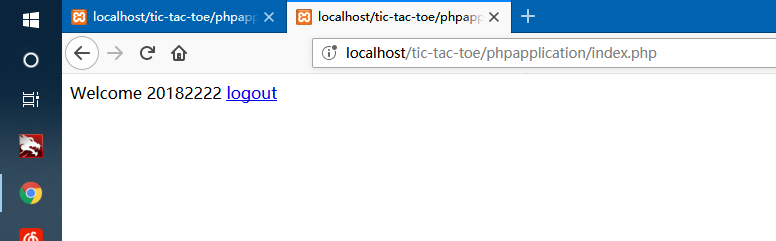 localhost/tic-tac-toe/phpapp
localhost/tic-tac-toe/phpapp
localhost/tic-tac-toe/phpapplication/index.php
Welcome 20182222 logout